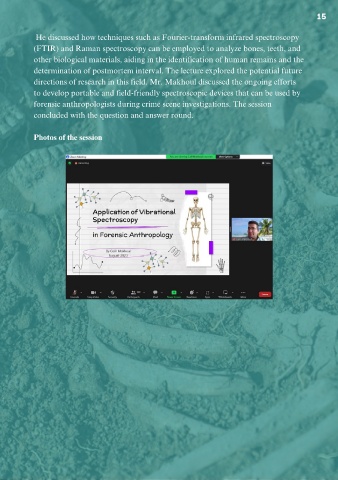 15
He discussed how techniques such as Fourier-transform infrared spectroscopy
(FTIR) and Raman spectroscopy can be employed to analyze bones, teeth, and
other biological materials, aiding in the identification of human remains and the
determination of postmortem interval. The lecture explored the potential future
directions of research in this field. Mr. Makhoul discussed the ongoing efforts
to develop portable and field-friendly spectroscopic devices that can be used by
forensic anthropologists during crime scene investigations. The session
concluded with the question and answer round.
Photos of the session
Application of Vibrational
Spectroscopy
in Forensic Anthropology